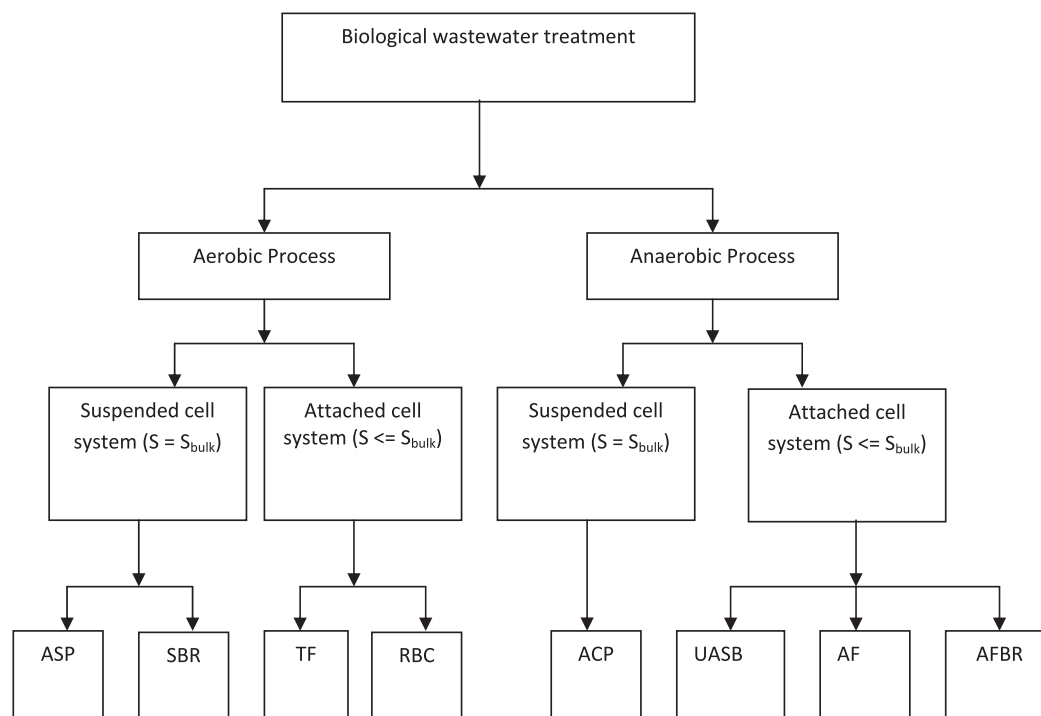 Biological wastewater treatment
Aerobic Process
Anaerobic Process
Suspended cell
system (S = Sbulk)
Attached cell
system (S <= Sbulk)
Suspended cell
system (S = Sbulk)
Attached cell
system (S <= Sbulk)
ASP
SBR
TF
RBC
ACP
UASB
AF
AFBR